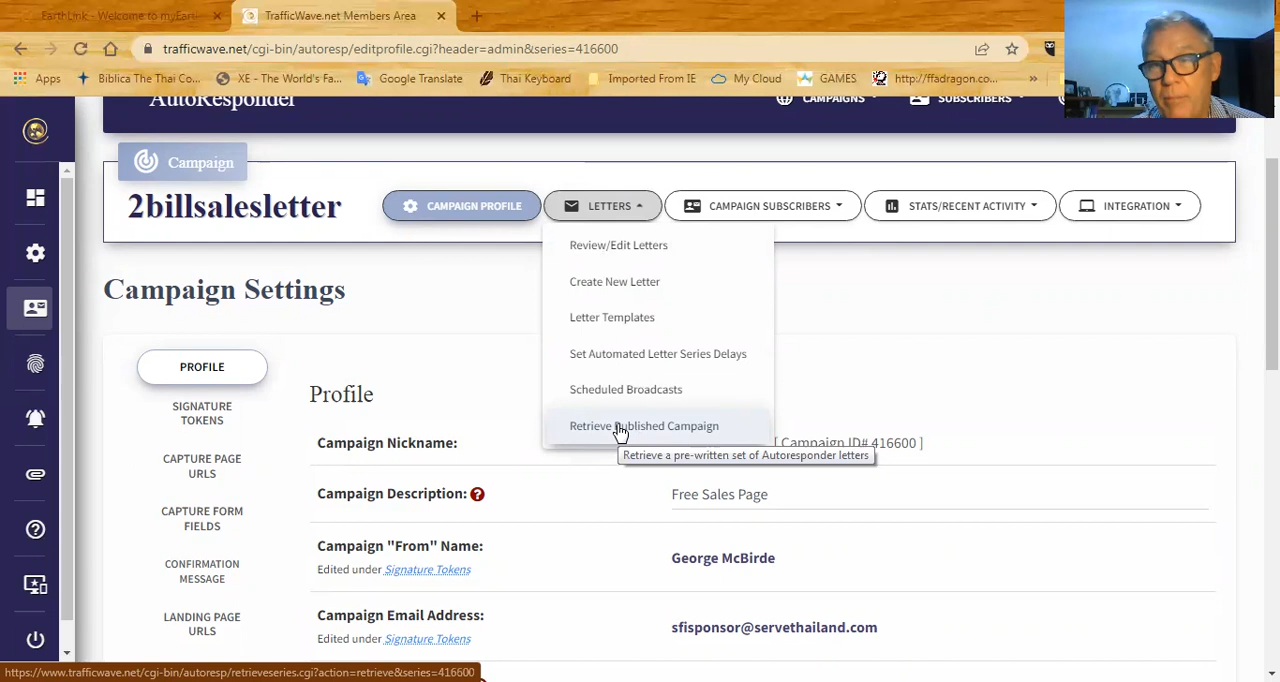 EarthLink - Welcome to myEart
TrafficWave.net Members Area
trafficwave.net/cgi-bin/autoresp/editprofile.cgi?header=admin&series=416600
Apps
Biblica The Thai Co...
XE - The World's Fa...
Google Translate
Thai Keyboard
Imported From IE
My Cloud
GAMES
http://ffadragon.co...
»
AutoResponder
CAMPAIGNS
SUBSCRIBERS
Campaign
2billsalesletter
CAMPAIGN PROFILE
LETTERS
CAMPAIGN SUBSCRIBERS
STATS/RECENT ACTIVITY
INTEGRATION
Review/Edit Letters
Create New Letter
Letter Templates
Set Automated Letter Series Delays
Scheduled Broadcasts
Retrieve Published Campaign
Retrieve a pre-written set of Autoresponder letters
Campaign Settings
PROFILE
SIGNATURE
TOKENS
CAPTURE PAGE
URLS
CAPTURE FORM
FIELDS
CONFIRMATION
MESSAGE
LANDING PAGE
URLS
Profile
Campaign Nickname:
[ Campaign ID# 416600 ]
Campaign Description:
Free Sales Page
Campaign "From" Name:
Edited under Signature Tokens
George McBirde
Campaign Email Address:
Edited under Signature Tokens
sfisponsor@servethailand.com
https://www.trafficwave.net/cgi-bin/autoresp/retrieveseries.cgi?action=retrieve&series=416600